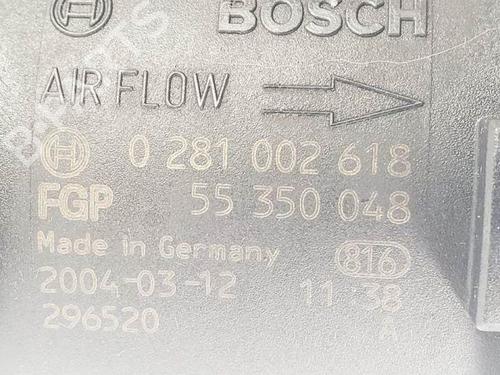 BOSCH
AIR FLOW
0 281 002 618
FGP 55 350 048
Made in Germany 816
2004-03-12 11 38
296520 A